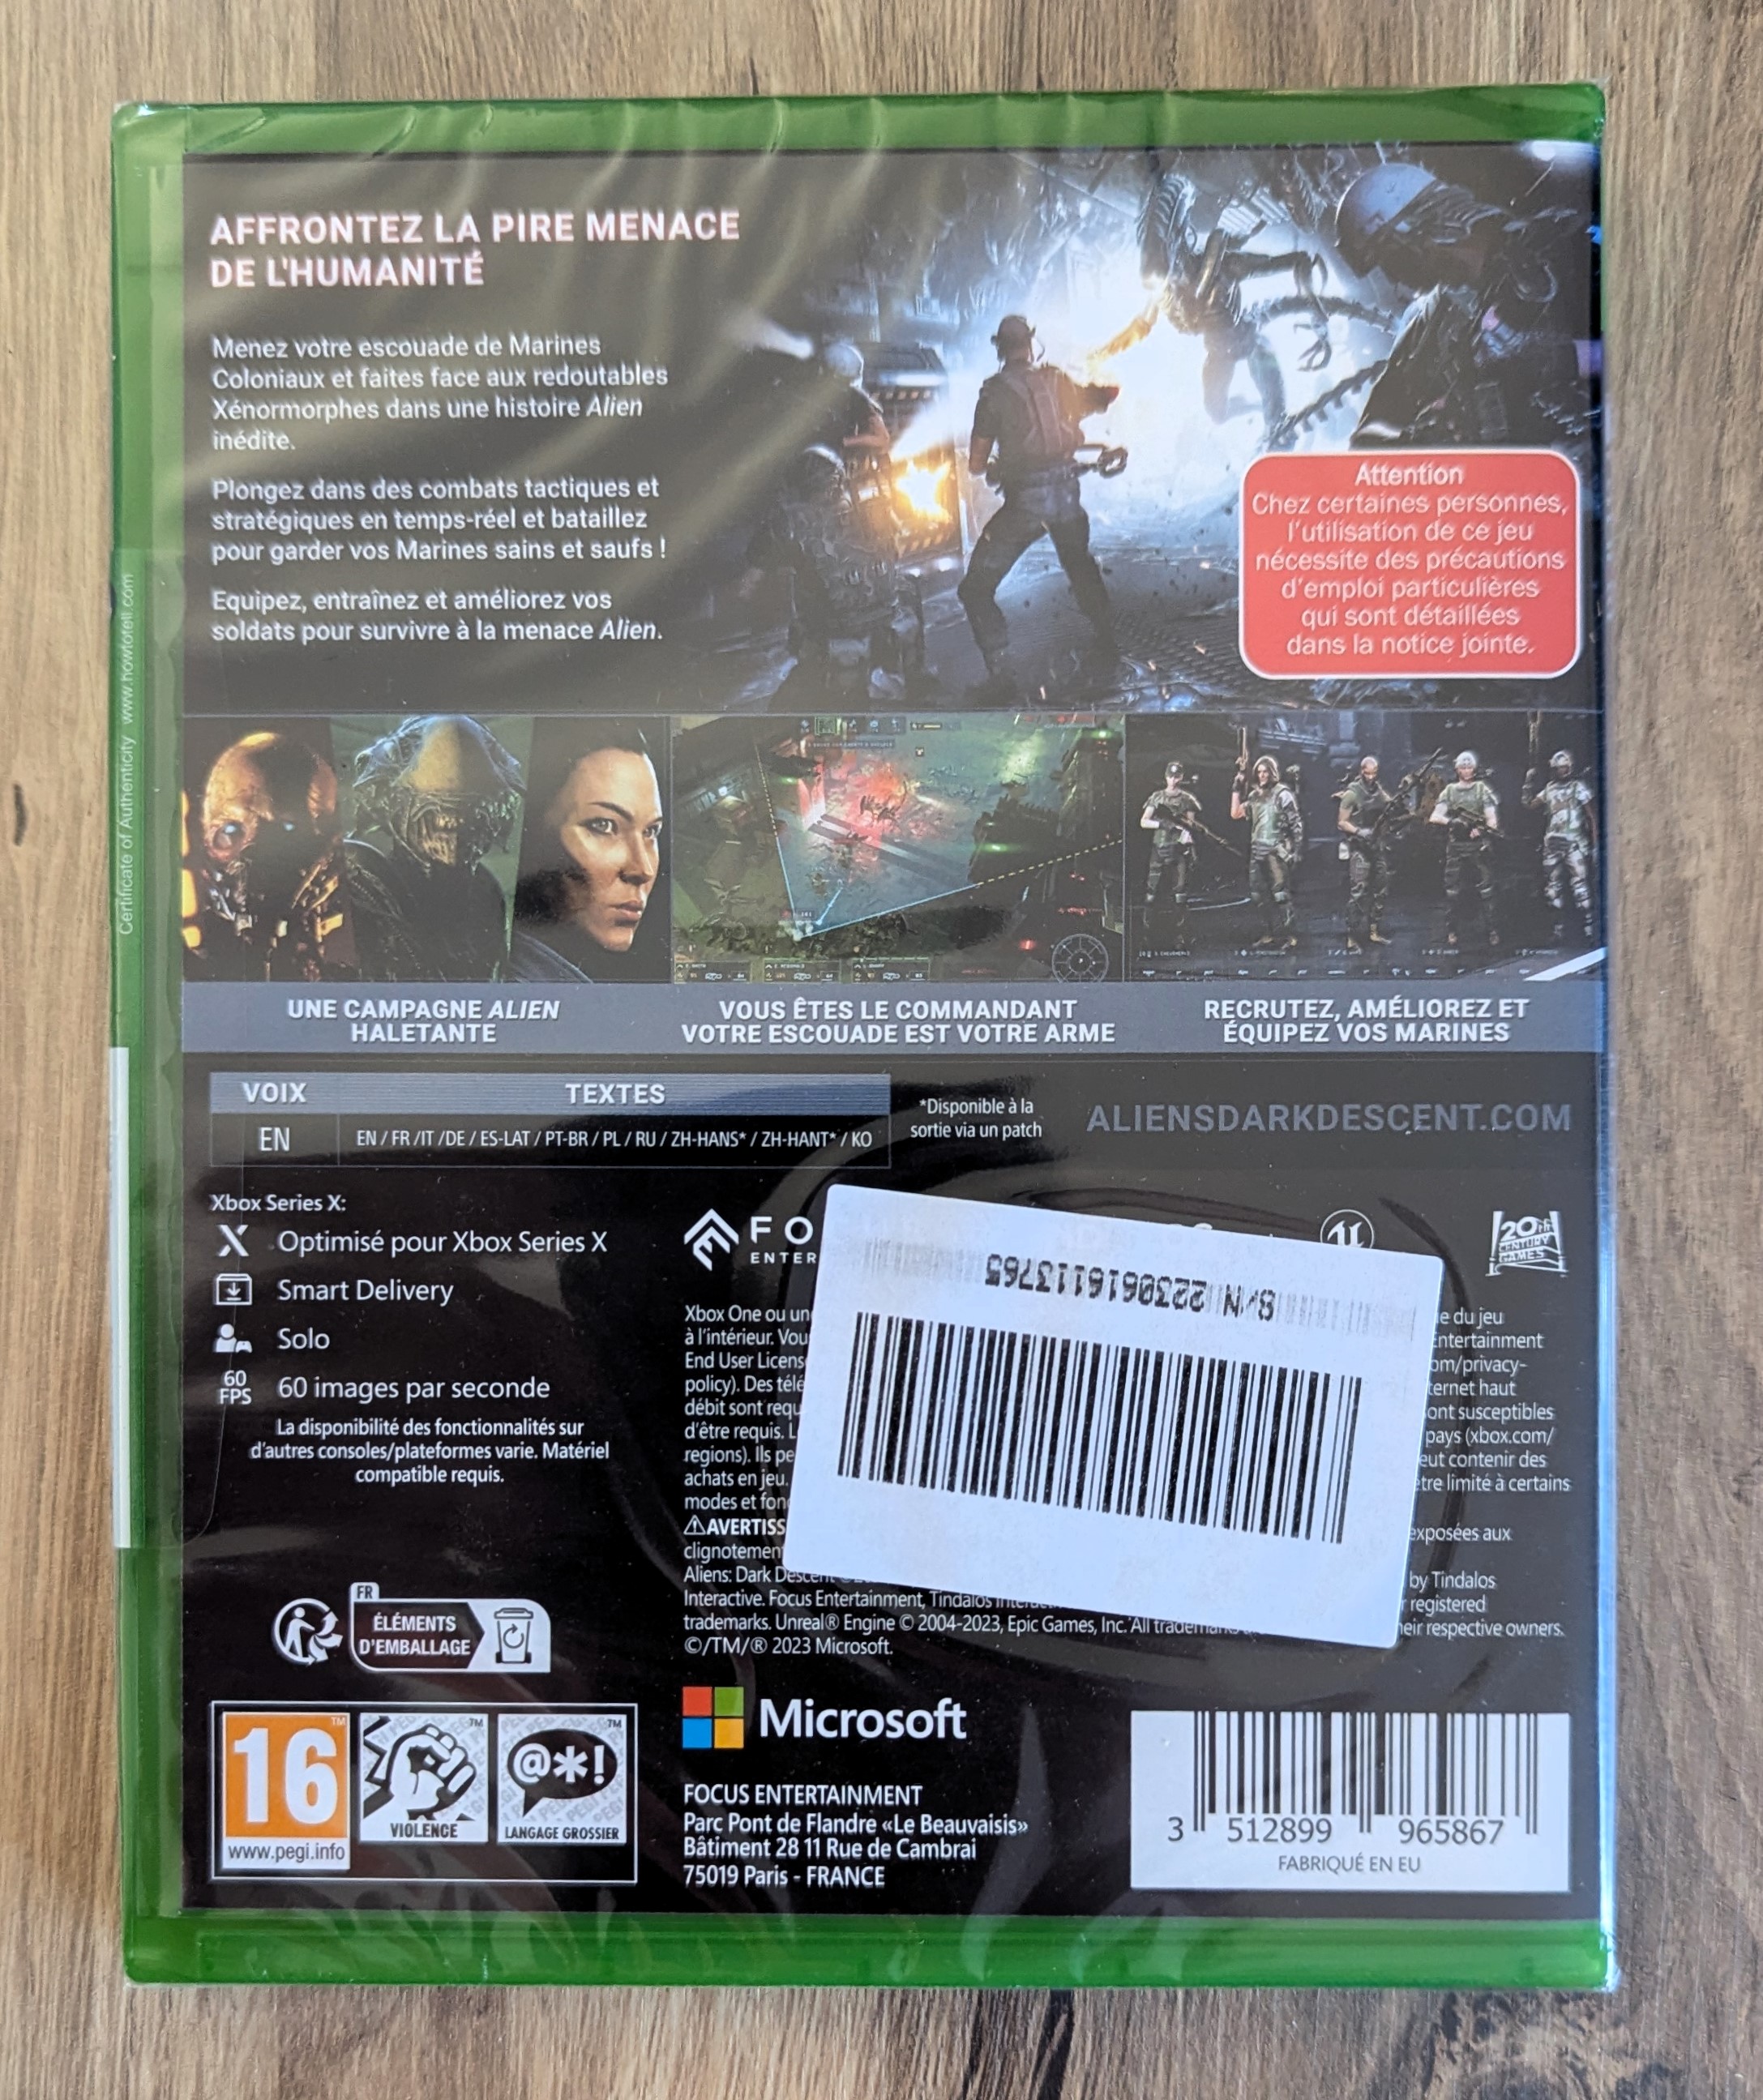 AFFRONTEZ LA PIRE MENACE
DE L'HUMANITÉ
Menez votre escouade de Marines
Coloniaux et faites face aux redoutables
Xénormorphes dans une histoire Alien
inédite.
Plongez dans des combats tactiques et
stratégiques en temps-réel et bataillez
pour garder vos Marines sains et saufs !
Equipez, entraînez et améliorez vos
soldats pour survivre à la menace Alien.
Attention
Chez certaines personnes,
l'utilisation de ce jeu
nécessite des précautions
d'emploi particulières
qui sont détaillées
dans la notice jointe.
Certificate of Authenticity www.howtotell.com
UNE CAMPAGNE ALIEN
HALETANTE
VOUS ÊTES LE COMMANDANT
VOTRE ESCOUADE EST VOTRE ARME
RECRUTEZ, AMÉLIOREZ ET
ÉQUIPEZ VOS MARINES
VOIX TEXTES
EN EN / FR /IT /DE / ES-LAT / PT-BR / PL / RU / ZH-HANS* / ZH-HANT* / KO
*Disponible à la
sortie via un patch
ALIENSDARKDESCENT.COM
Xbox Series X:
Optimisé pour Xbox Series X
Smart Delivery
Solo
60
FPS
60 images par seconde
La disponibilité des fonctionnalités sur
d'autres consoles/plateformes varie. Matériel
compatible requis.
FO
ENTER
20th
CENTURY
GAMES
S/N 22306161113765
Xbox One ou un
à l'intérieur. Vou
End User Licens
policy). Des télé
débit sont requ
d'être requis. L
regions). Ils pe
achats en jeu.
modes et fon
AVERTISS
clignotemen
Aliens: Dark Descent
Interactive. Focus Entertainment, Tindalos
trademarks. Unreal® Engine © 2004-2023, Epic Games, Inc. All
©/TM/® 2023 Microsoft.
e du jeu
Entertainment
om/privacy-
ternet haut
ont susceptibles
pays (xbox.com/
eut contenir des
être limité à certains
exposées aux
by Tindalos
registered
heir respective owners.
FR
ÉLÉMENTS
D'EMBALLAGE
16
www.pegi.info
VIOLENCE
@*!
LANGAGE GROSSIER
Microsoft
FOCUS ENTERTAINMENT
Parc Pont de Flandre «Le Beauvaisis»
Bâtiment 28 11 Rue de Cambrai
75019 Paris - FRANCE
3 512899 965867
FABRIQUÉ EN EU